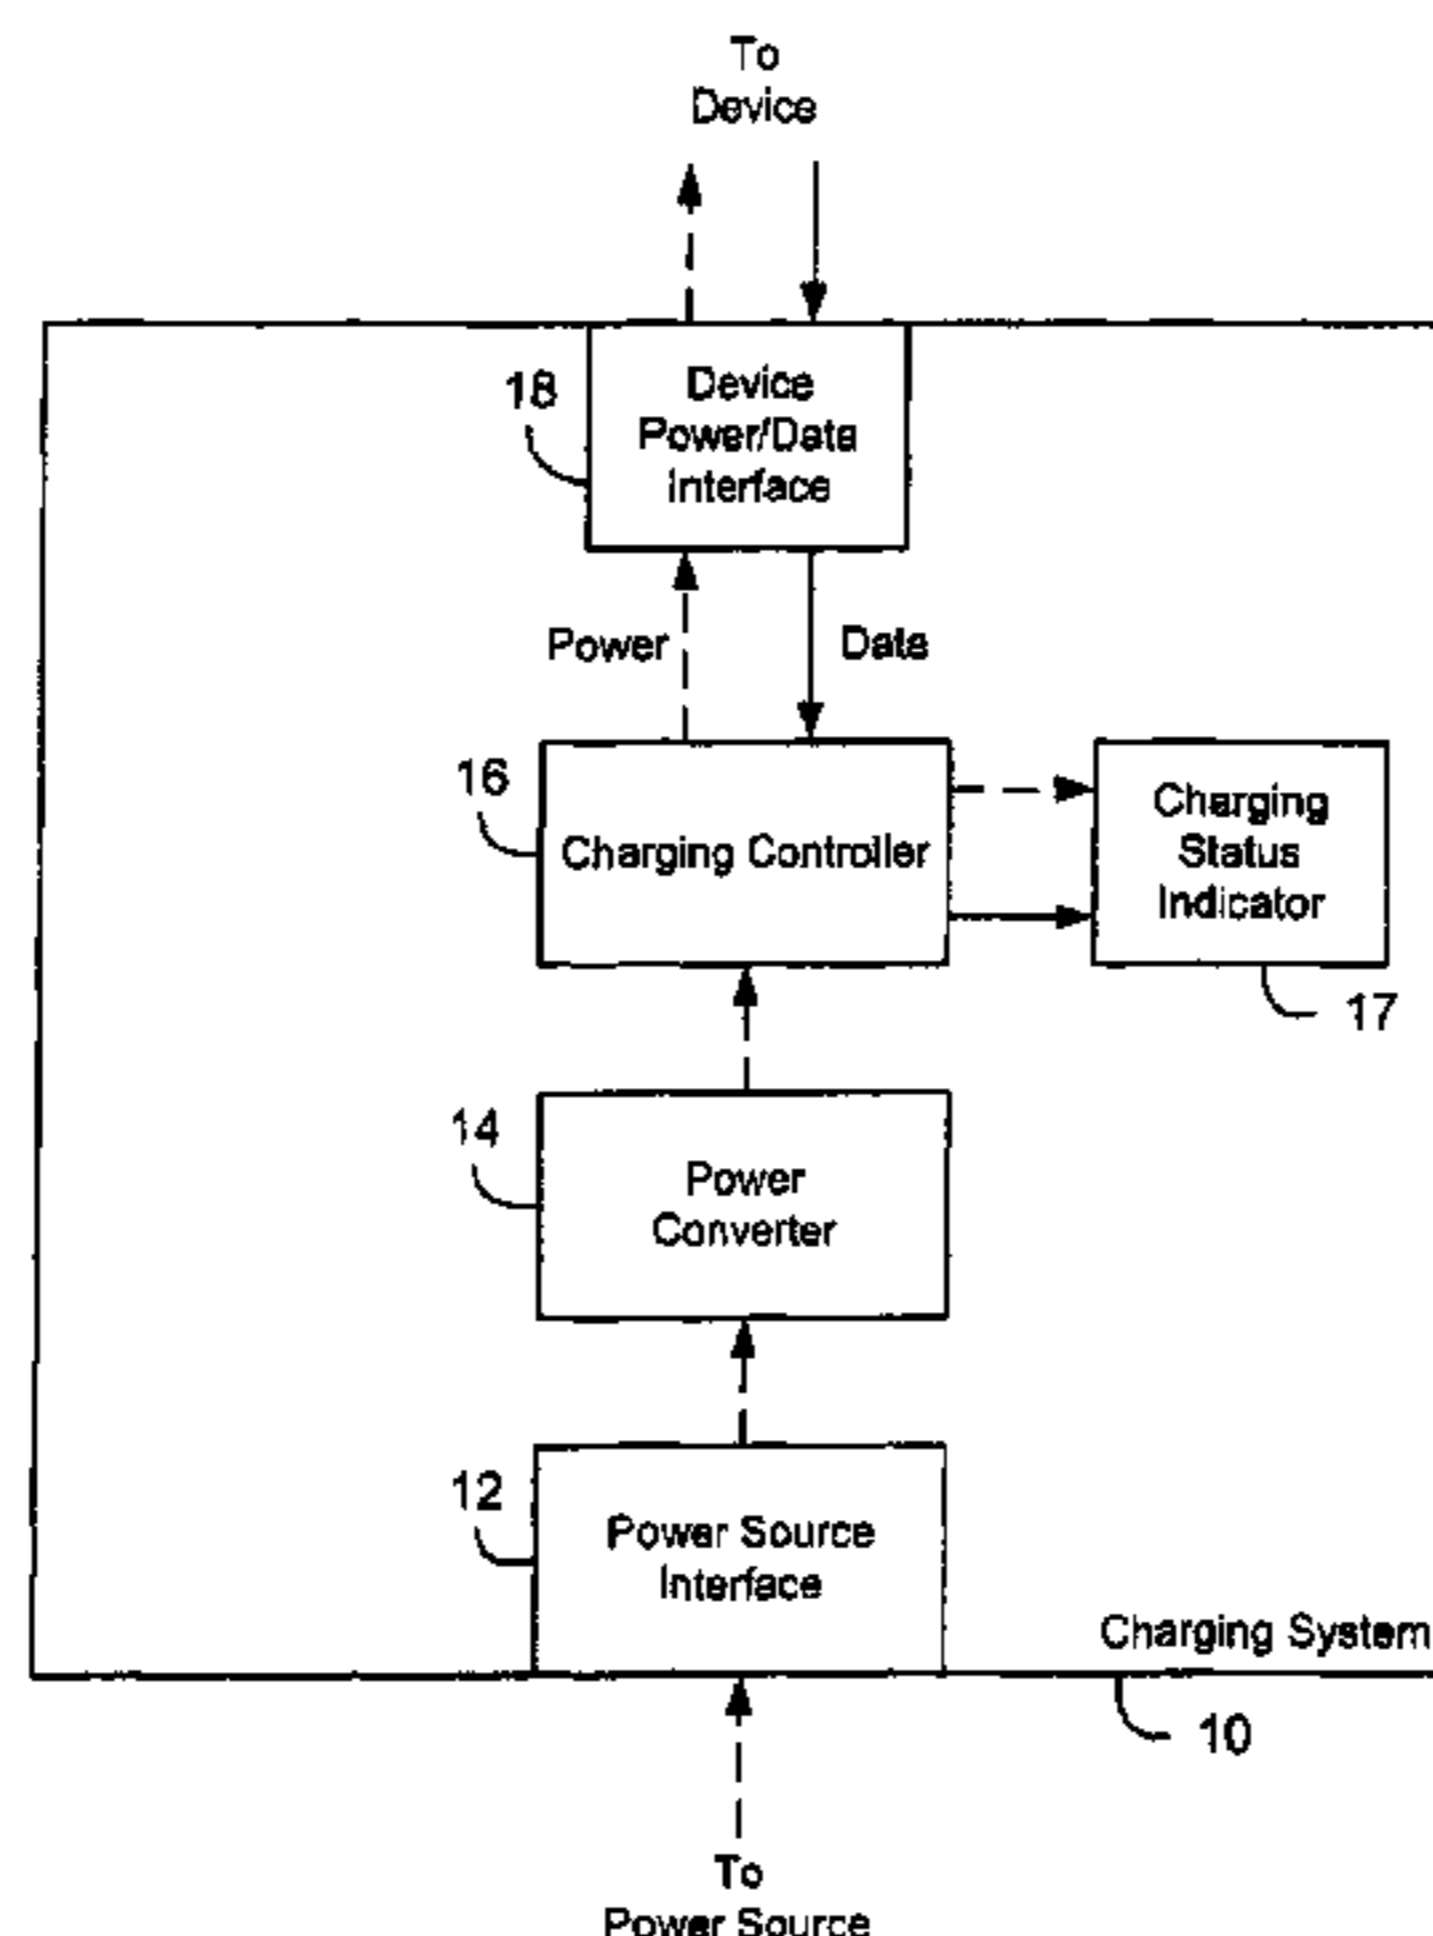 To
Device
18
Device
Power/Data
Interface
Power
Data
16
Charging Controller
Charging
Status
Indicator
17
14
Power
Converter
12
Power Source
Interface
Charging System
10
To
Power Source